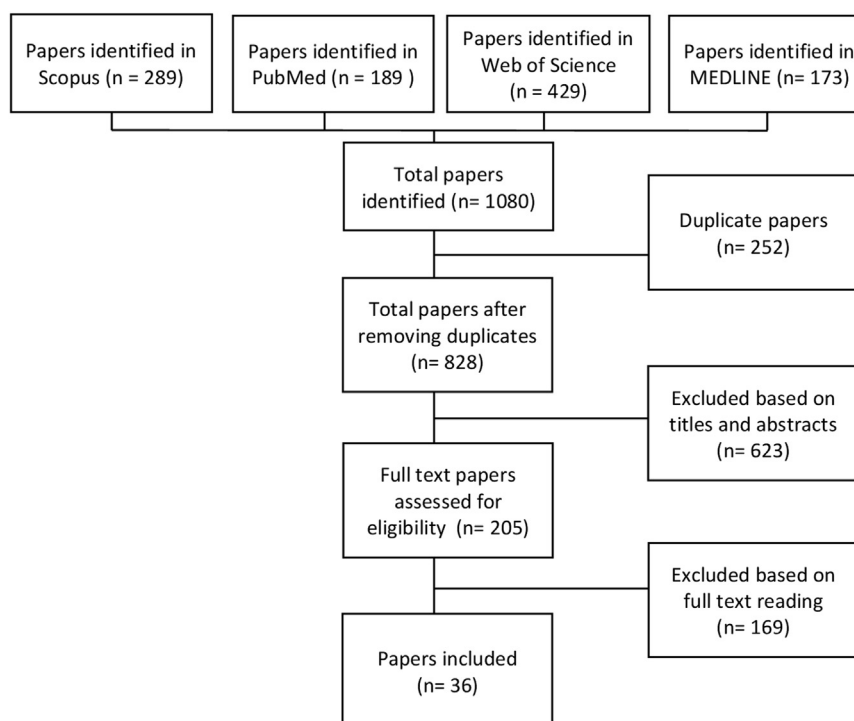 Papers identified in
Scopus (n = 289)
Papers identified in
PubMed (n = 189 )
Papers identified in
Web of Science
(n = 429)
Papers identified in
MEDLINE (n= 173)
Total papers
identified (n= 1080)
Duplicate papers
(n= 252)
Total papers after
removing duplicates
(n= 828)
Excluded based on
titles and abstracts
(n= 623)
Full text papers
assessed for
eligibility (n= 205)
Excluded based on
full text reading
(n= 169)
Papers included
(n= 36)